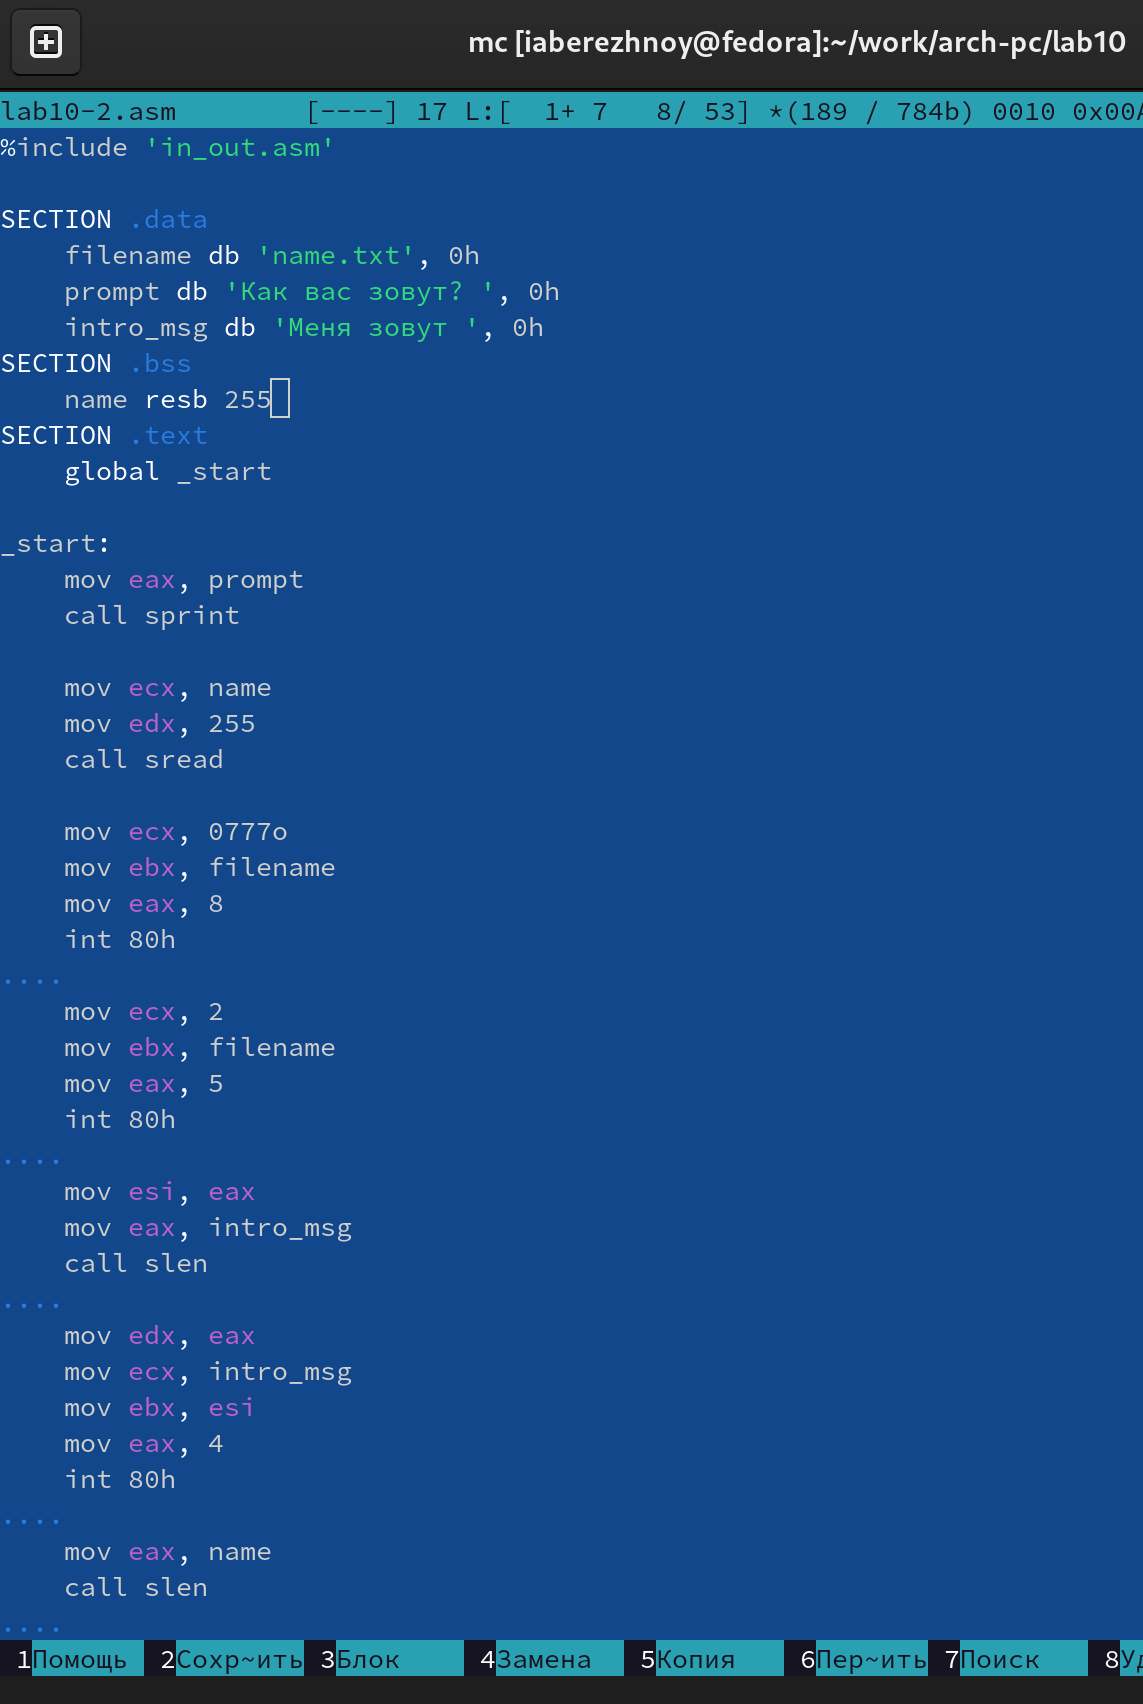 mc [iaberezhnoy@fedora]:~/work/arch-pc/lab10
lab10-2.asm [----] 17 L:[ 1+ 7 8/ 53] *(189 / 784b) 0010 0x00A
%include 'in_out.asm'
SECTION .data
filename db 'name.txt', 0h
prompt db 'Как вас зовут? ', 0h
intro_msg db 'Меня зовут ', 0h
SECTION .bss
name resb 255
SECTION .text
global _start
_start:
mov eax, prompt
call sprint
mov ecx, name
mov edx, 255
call sread
mov ecx, 0777o
mov ebx, filename
mov eax, 8
int 80h
....
mov ecx, 2
mov ebx, filename
mov eax, 5
int 80h
....
mov esi, eax
mov eax, intro_msg
call slen
....
mov edx, eax
mov ecx, intro_msg
mov ebx, esi
mov eax, 4
int 80h
....
mov eax, name
call slen
....
1Помощь 2Сохр~ить 3Блок 4Замена 5Копия 6Пер~ить 7Поиск 8Уд